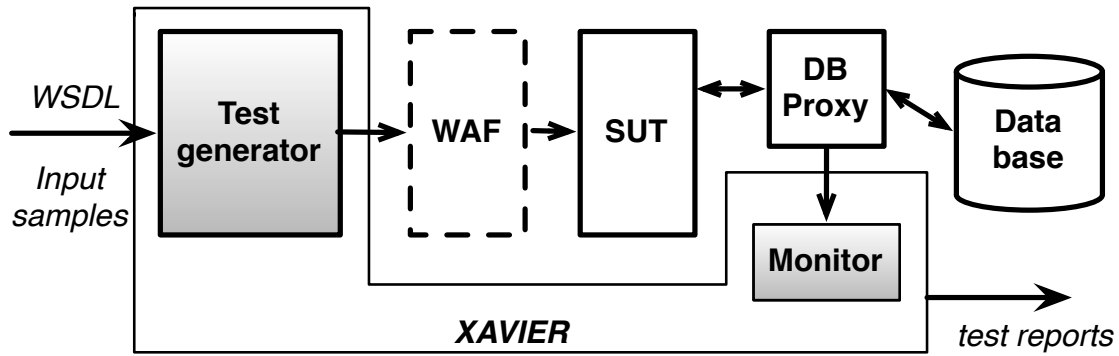 WSDL
Input
samples
Test
generator
WAF
SUT
DB
Proxy
Data
base
Monitor
XAVIER
test reports